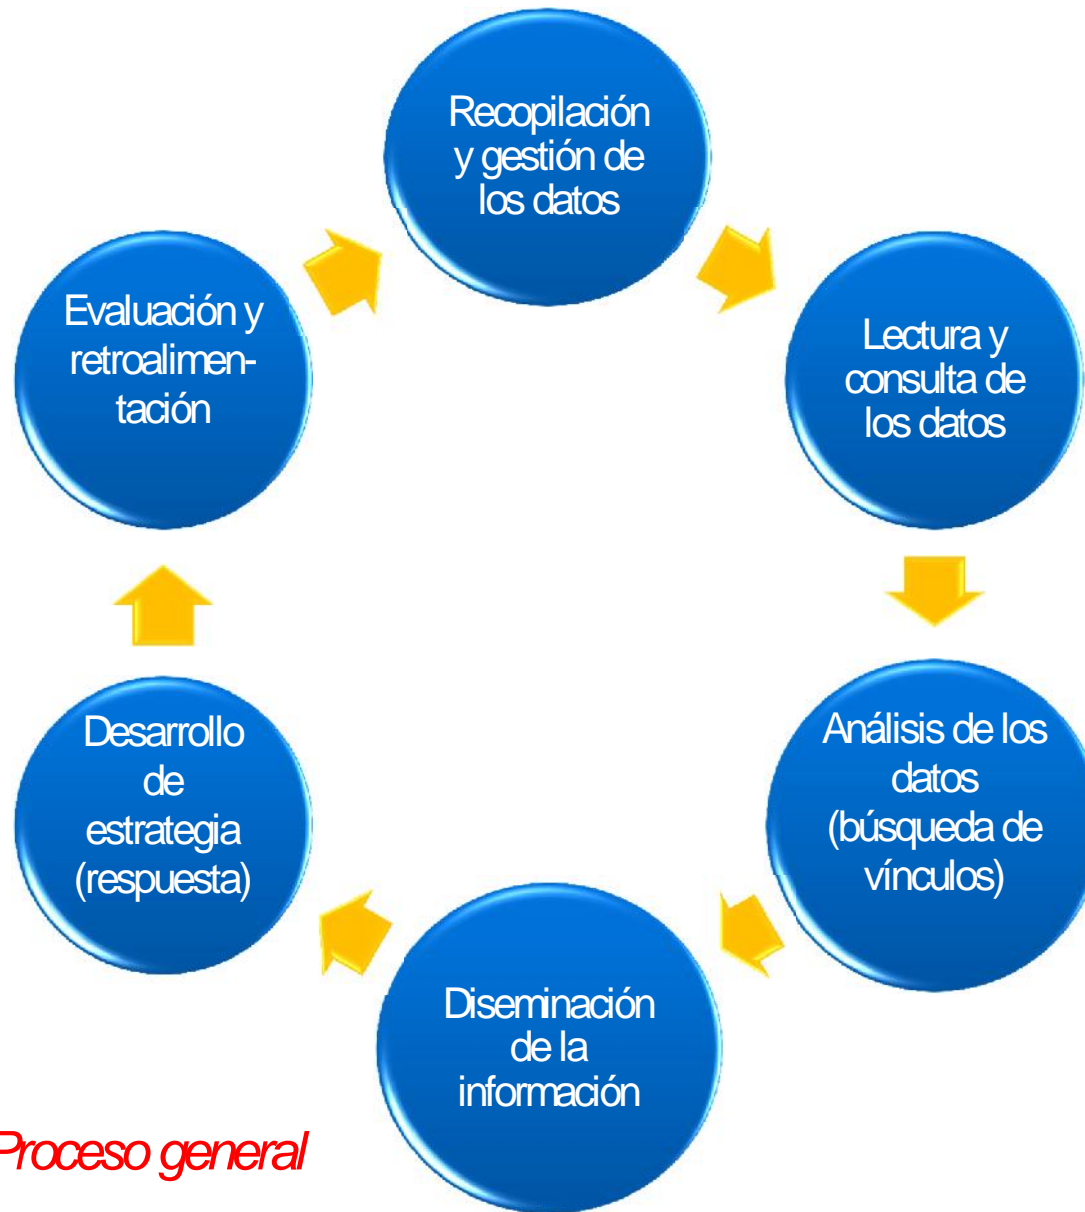 Recopilación
y gestión de
los datos
Lectura y
consulta de
los datos
Análisis de los
datos
(búsqueda de
vínculos)
Diseminación
de la
información
Desarrollo
de
estrategia
(respuesta)
Evaluación y
retroalimen-
tación
Proceso general